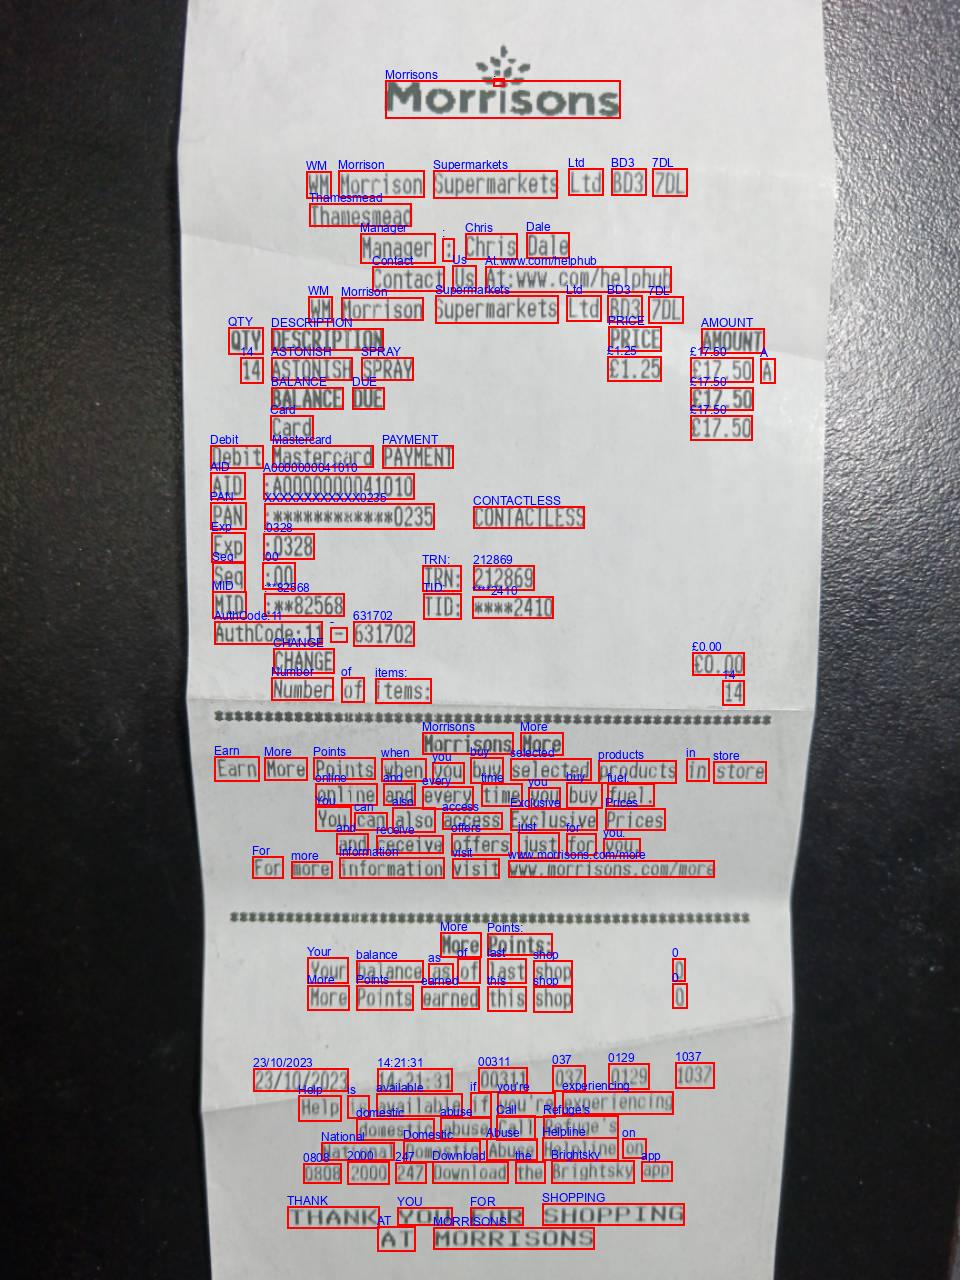 Morrisons
WM Morrison Supermarkets Ltd BD3 7DL
Thamesmead
Manager : Chris Dale
Contact Us At:www.com/helphub
WM Morrison Supermarkets Ltd BD3 7DL
QTY DESCRIPTION PRICE AMOUNT
14 ASTONISH SPRAY £1.25 £17.50 A
BALANCE DUE £17.50
Card £17.50
Debit Mastercard PAYMENT
AID :A0000000041010
PAN :************0235 CONTACTLESS
Exp :0328
Seq :00 TRN: 212869
MID :**82568 TID: ****2410
AuthCode:11 - 631702
CHANGE £0.00
Number of items: 14
Morrisons More
Earn More Points when you buy selected products in store
online and every time you buy fuel.
You can also access Exclusive Prices
and receive offers just for you.
For more information visit www.morrisons.com/more
More Points:
Your balance as of last shop 0
More Points earned this shop 0
23/10/2023 14:21:31 00311 037 0129 1037
Help is available if you're experiencing
domestic abuse Call Refuge's
National Domestic Abuse Helpline on
0808 2000 247 Download the Brightsky app
THANK YOU FOR SHOPPING
AT MORRISONS